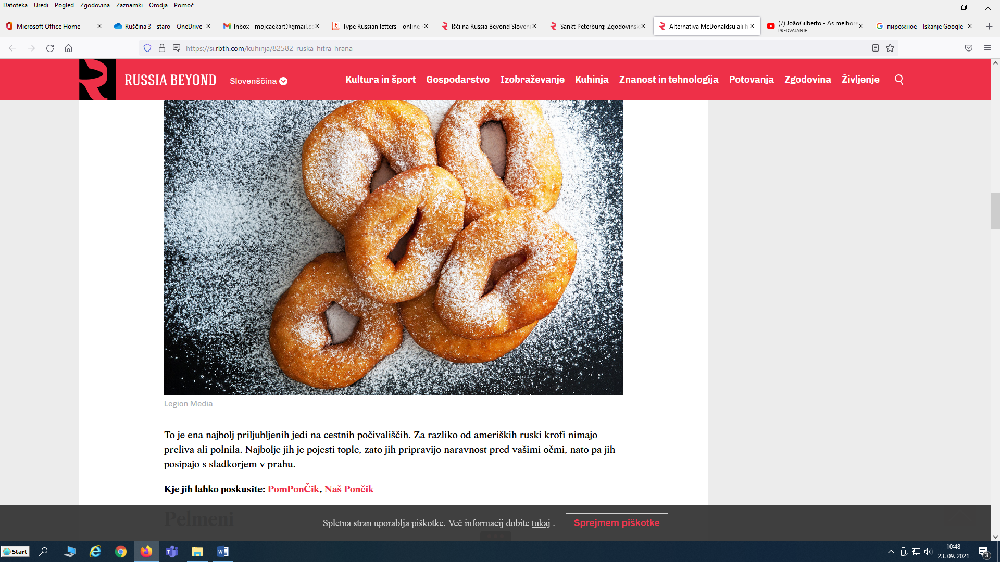 Datoteka Uredi Pogled Zgodovina Zaznamki Orodja Pomoč
Microsoft Office Home
Ruščina 3 - staro – OneDrive
Inbox - mojcaekart@gmail.c
Type Russian letters – online
Išči na Russia Beyond Sloven
Sankt Peterburg: Zgodovinsk
Alternativa McDonaldsu ali h
(7) JoãoGilberto - As melhore
PREDVAJANJE
пирожное – Iskanje Google
https://si.rbth.com/kuhinja/82582-ruska-hitra-hrana
RUSSIA BEYOND
Slovenščina
Kultura in šport Gospodarstvo Izobraževanje Kuhinja Znanost in tehnologija Potovanja Zgodovina Življenje
Legion Media
To je ena najbolj priljubljenih jedi na cestnih počivališčih. Za razliko od ameriških ruski krofi nimajo
preliva ali polnila. Najbolje jih je pojesti tople, zato jih pripravijo naravnost pred vašimi očmi, nato pa jih
posipajo s sladkorjem v prahu.
Kje jih lahko poskusite: PomPonČik, Naš Pončik
Pelmeni
Spletna stran uporablja piškotke. Več informacij dobite tukaj .
Sprejmem piškotke
Start
10:48
23. 09. 2021
3